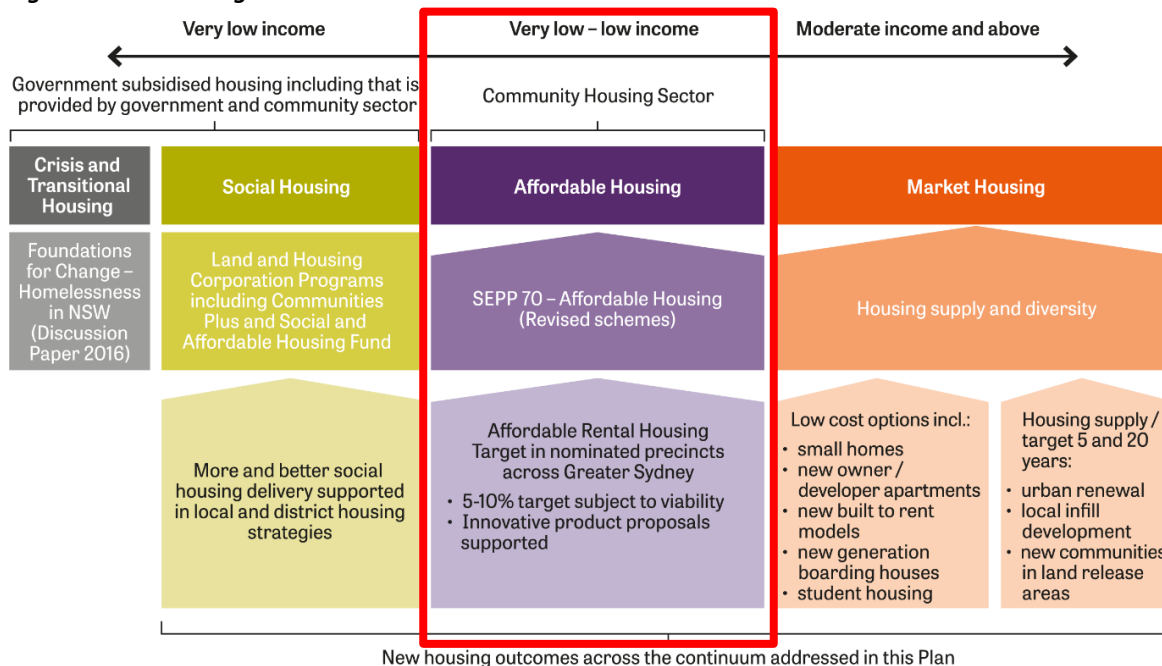 Very low income
Very low – low income
Moderate income and above
Government subsidised housing including that is
provided by government and community sector
Community Housing Sector
Crisis and
Transitional
Housing
Social Housing
Affordable Housing
Market Housing
Foundations
for Change –
Homelessness
in NSW
(Discussion
Paper 2016)
Land and Housing
Corporation Programs
including Communities
Plus and Social and
Affordable Housing Fund
SEPP 70 – Affordable Housing
(Revised schemes)
Housing supply and diversity
More and better social
housing delivery supported
in local and district housing
strategies
Affordable Rental Housing
Target in nominated precincts
across Greater Sydney
• 5-10% target subject to viability
• Innovative product proposals
supported
Low cost options incl.:
• small homes
• new owner /
developer apartments
• new built to rent
models
• new generation
boarding houses
• student housing
Housing supply /
target 5 and 20
years:
• urban renewal
• local infill
development
• new communities
in land release
areas
New housing outcomes across the continuum addressed in this Plan